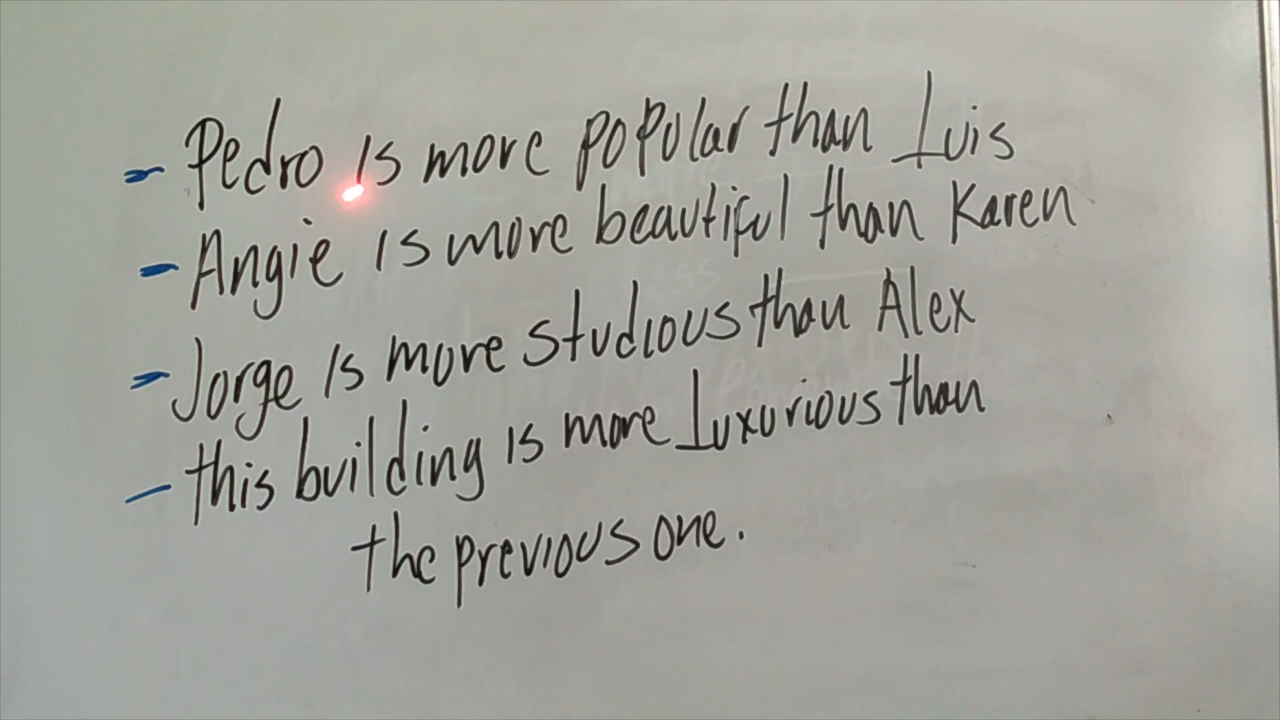 - Pedro is more popular than Luis
- Angie is more beautiful than Karen
- Jorge is more studious than Alex
- this building is more luxurious than
the previous one.